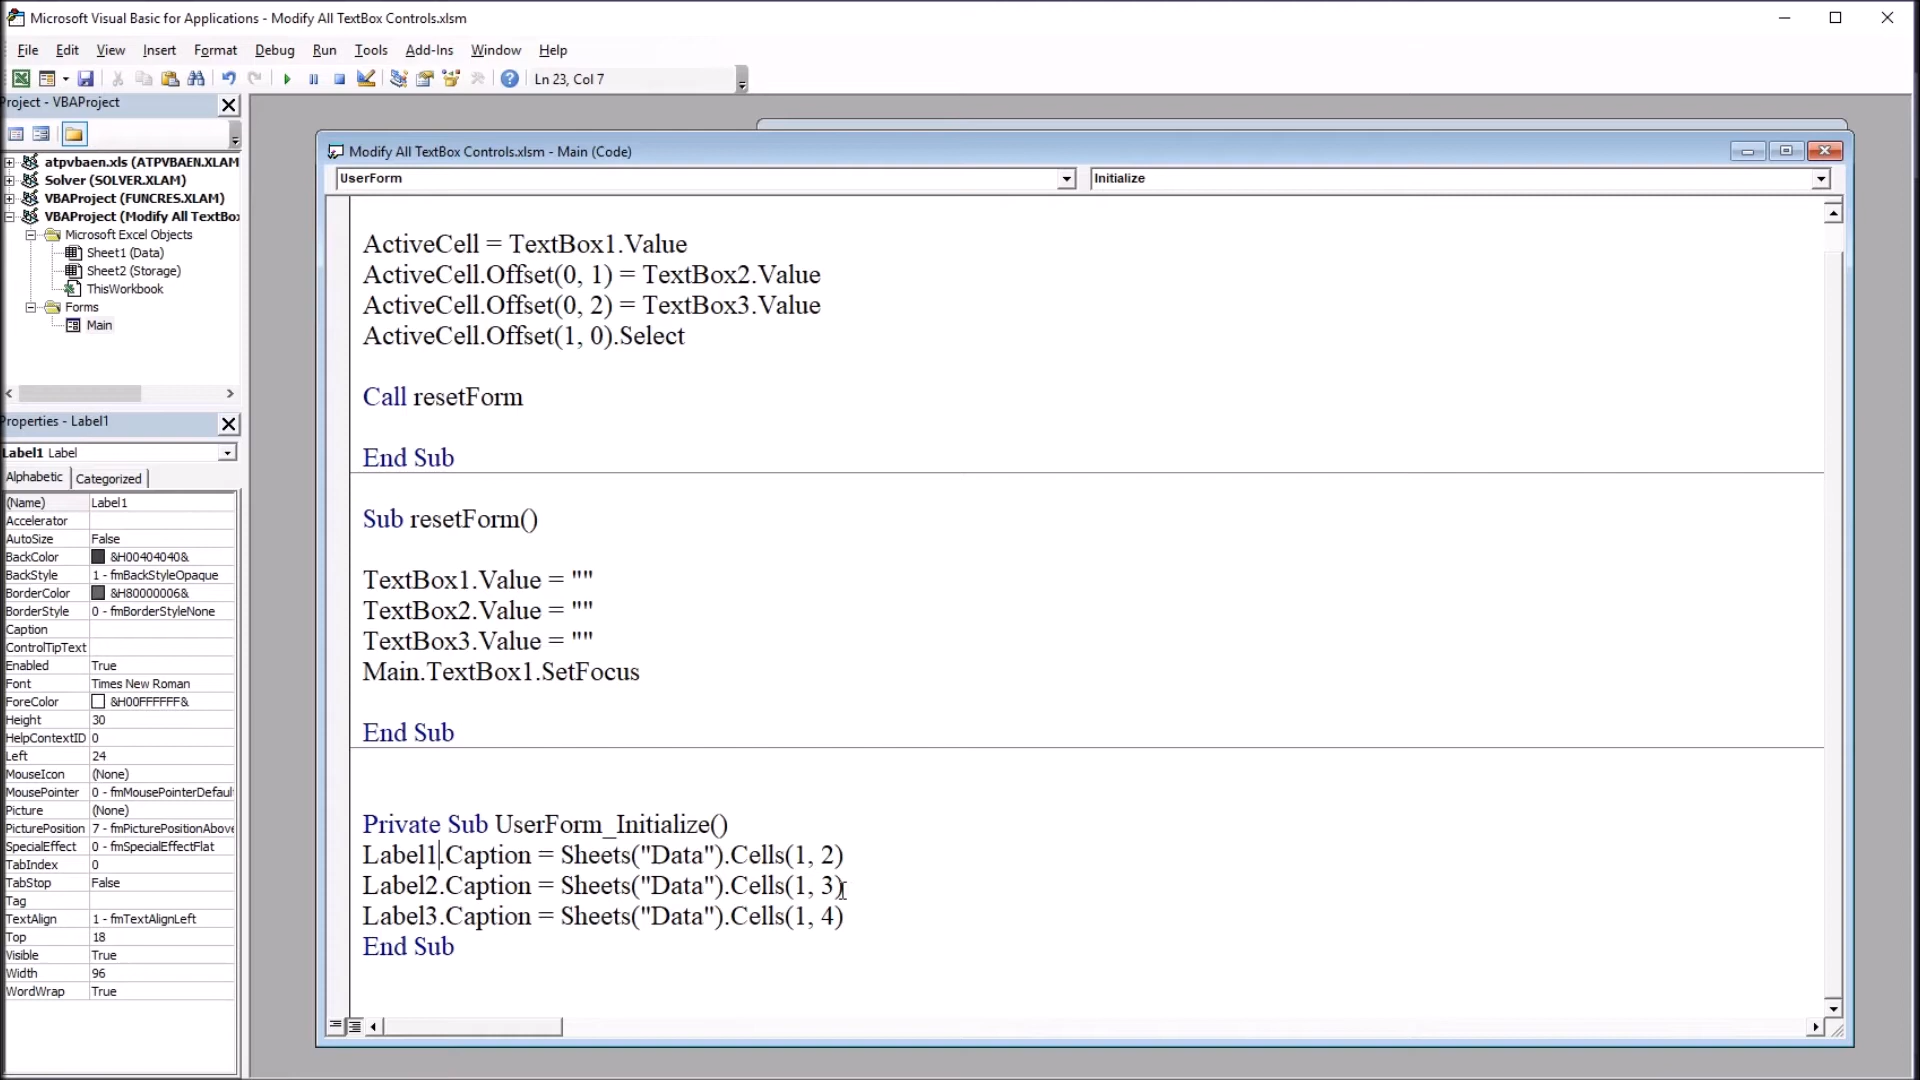 Microsoft Visual Basic for Applications - Modify All TextBox Controls.xlsm
File Edit View Insert Format Debug Run Tools Add-Ins Window Help
Ln 23, Col 7
Project - VBAProject
atpvbaen.xls (ATPVBAEN.XLAM
Solver (SOLVER.XLAM)
VBAProject (FUNCRES.XLAM)
VBAProject (Modify All TextBo
Microsoft Excel Objects
Sheet1 (Data)
Sheet2 (Storage)
ThisWorkbook
Forms
Main
Properties - Label1
Label1 Label
Alphabetic Categorized
(Name) Label1
Accelerator
AutoSize False
BackColor &H00404040&
BackStyle 1 - fmBackStyleOpaque
BorderColor &H80000006&
BorderStyle 0 - fmBorderStyleNone
Caption
ControlTipText
Enabled True
Font Times New Roman
ForeColor &H00FFFFFF&
Height 30
HelpContextID 0
Left 24
MouseIcon (None)
MousePointer 0 - fmMousePointerDefaul
Picture (None)
PicturePosition 7 - fmPicturePositionAbove
SpecialEffect 0 - fmSpecialEffectFlat
TabIndex 0
TabStop False
Tag
TextAlign 1 - fmTextAlignLeft
Top 18
Visible True
Width 96
WordWrap True
Modify All TextBox Controls.xlsm - Main (Code)
UserForm Initialize
ActiveCell = TextBox1.Value
ActiveCell.Offset(0, 1) = TextBox2.Value
ActiveCell.Offset(0, 2) = TextBox3.Value
ActiveCell.Offset(1, 0).Select
Call resetForm
End Sub
Sub resetForm()
TextBox1.Value = ""
TextBox2.Value = ""
TextBox3.Value = ""
Main.TextBox1.SetFocus
End Sub
Private Sub UserForm_Initialize()
Label1.Caption = Sheets("Data").Cells(1, 2)
Label2.Caption = Sheets("Data").Cells(1, 3)
Label3.Caption = Sheets("Data").Cells(1, 4)
End Sub